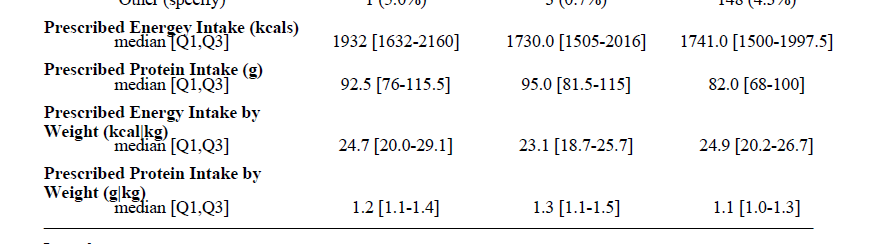 Other (specify) 1 (5.0%) 5 (6.7%) 148 (4.3%)
Prescribed Energey Intake (kcals)
median [Q1,Q3] 1932 [1632-2160] 1730.0 [1505-2016] 1741.0 [1500-1997.5]
Prescribed Protein Intake (g)
median [Q1,Q3] 92.5 [76-115.5] 95.0 [81.5-115] 82.0 [68-100]
Prescribed Energy Intake by
Weight (kcal|kg)
median [Q1,Q3] 24.7 [20.0-29.1] 23.1 [18.7-25.7] 24.9 [20.2-26.7]
Prescribed Protein Intake by
Weight (g|kg)
median [Q1,Q3] 1.2 [1.1-1.4] 1.3 [1.1-1.5] 1.1 [1.0-1.3]